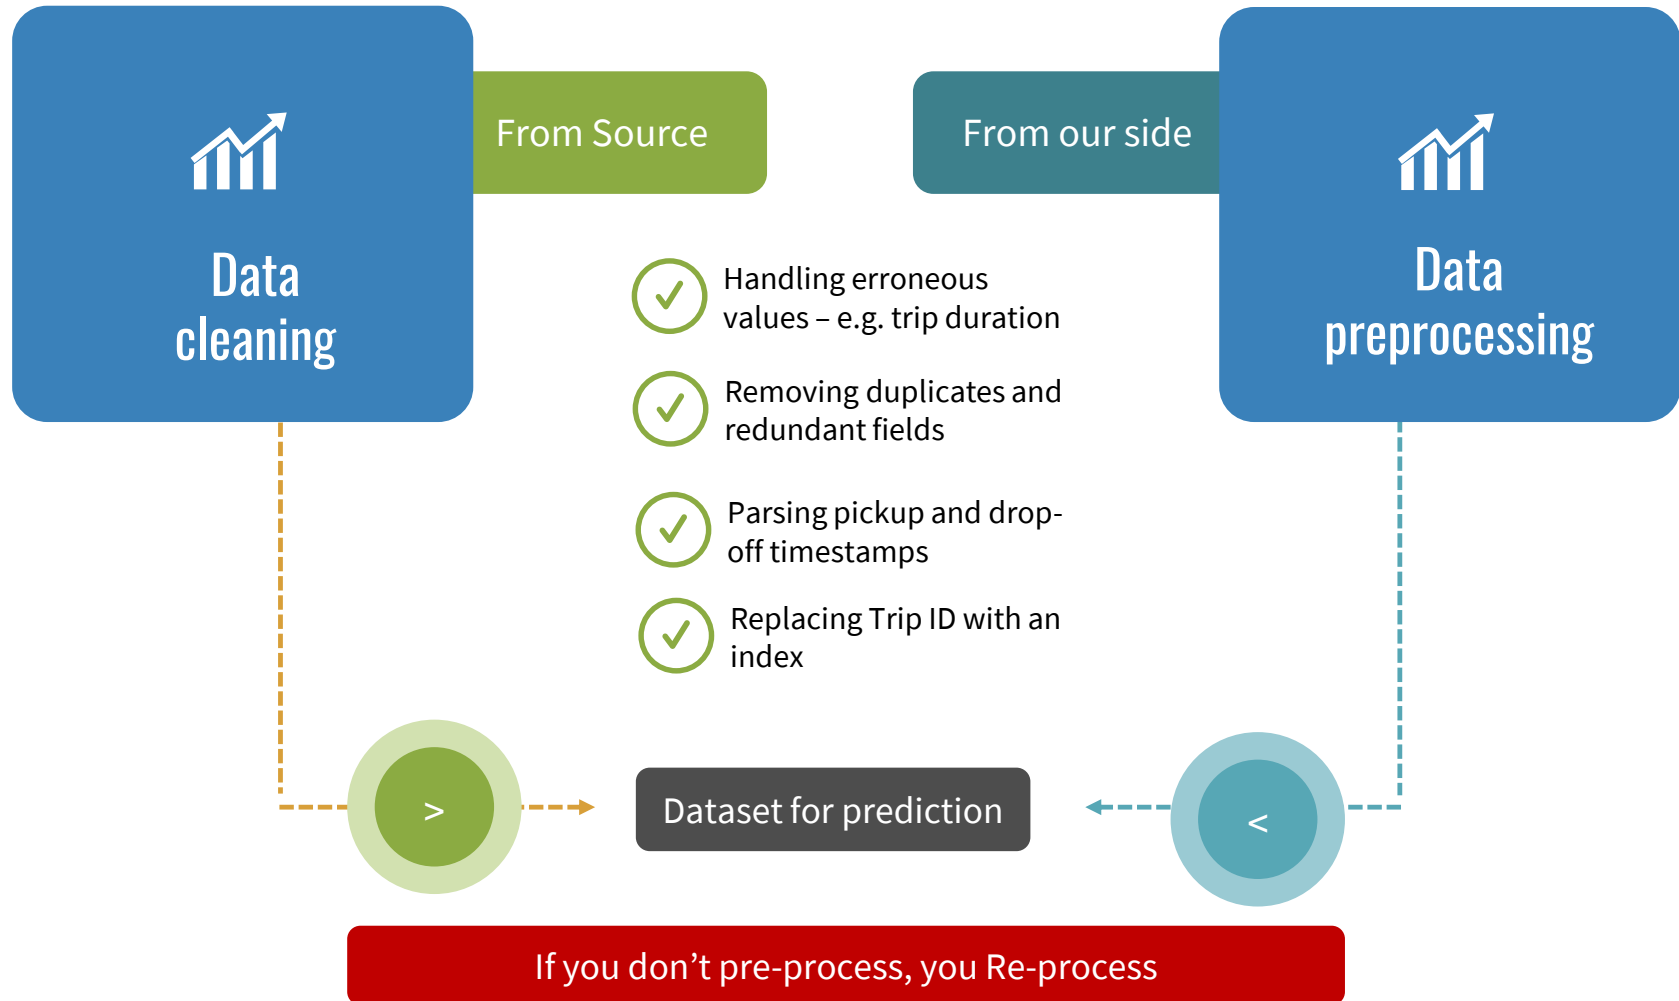 Data
cleaning
From Source
From our side
Data
preprocessing
Handling erroneous
values – e.g. trip duration
Removing duplicates and
redundant fields
Parsing pickup and drop-
off timestamps
Replacing Trip ID with an
index
>
Dataset for prediction
<
If you don’t pre-process, you Re-process